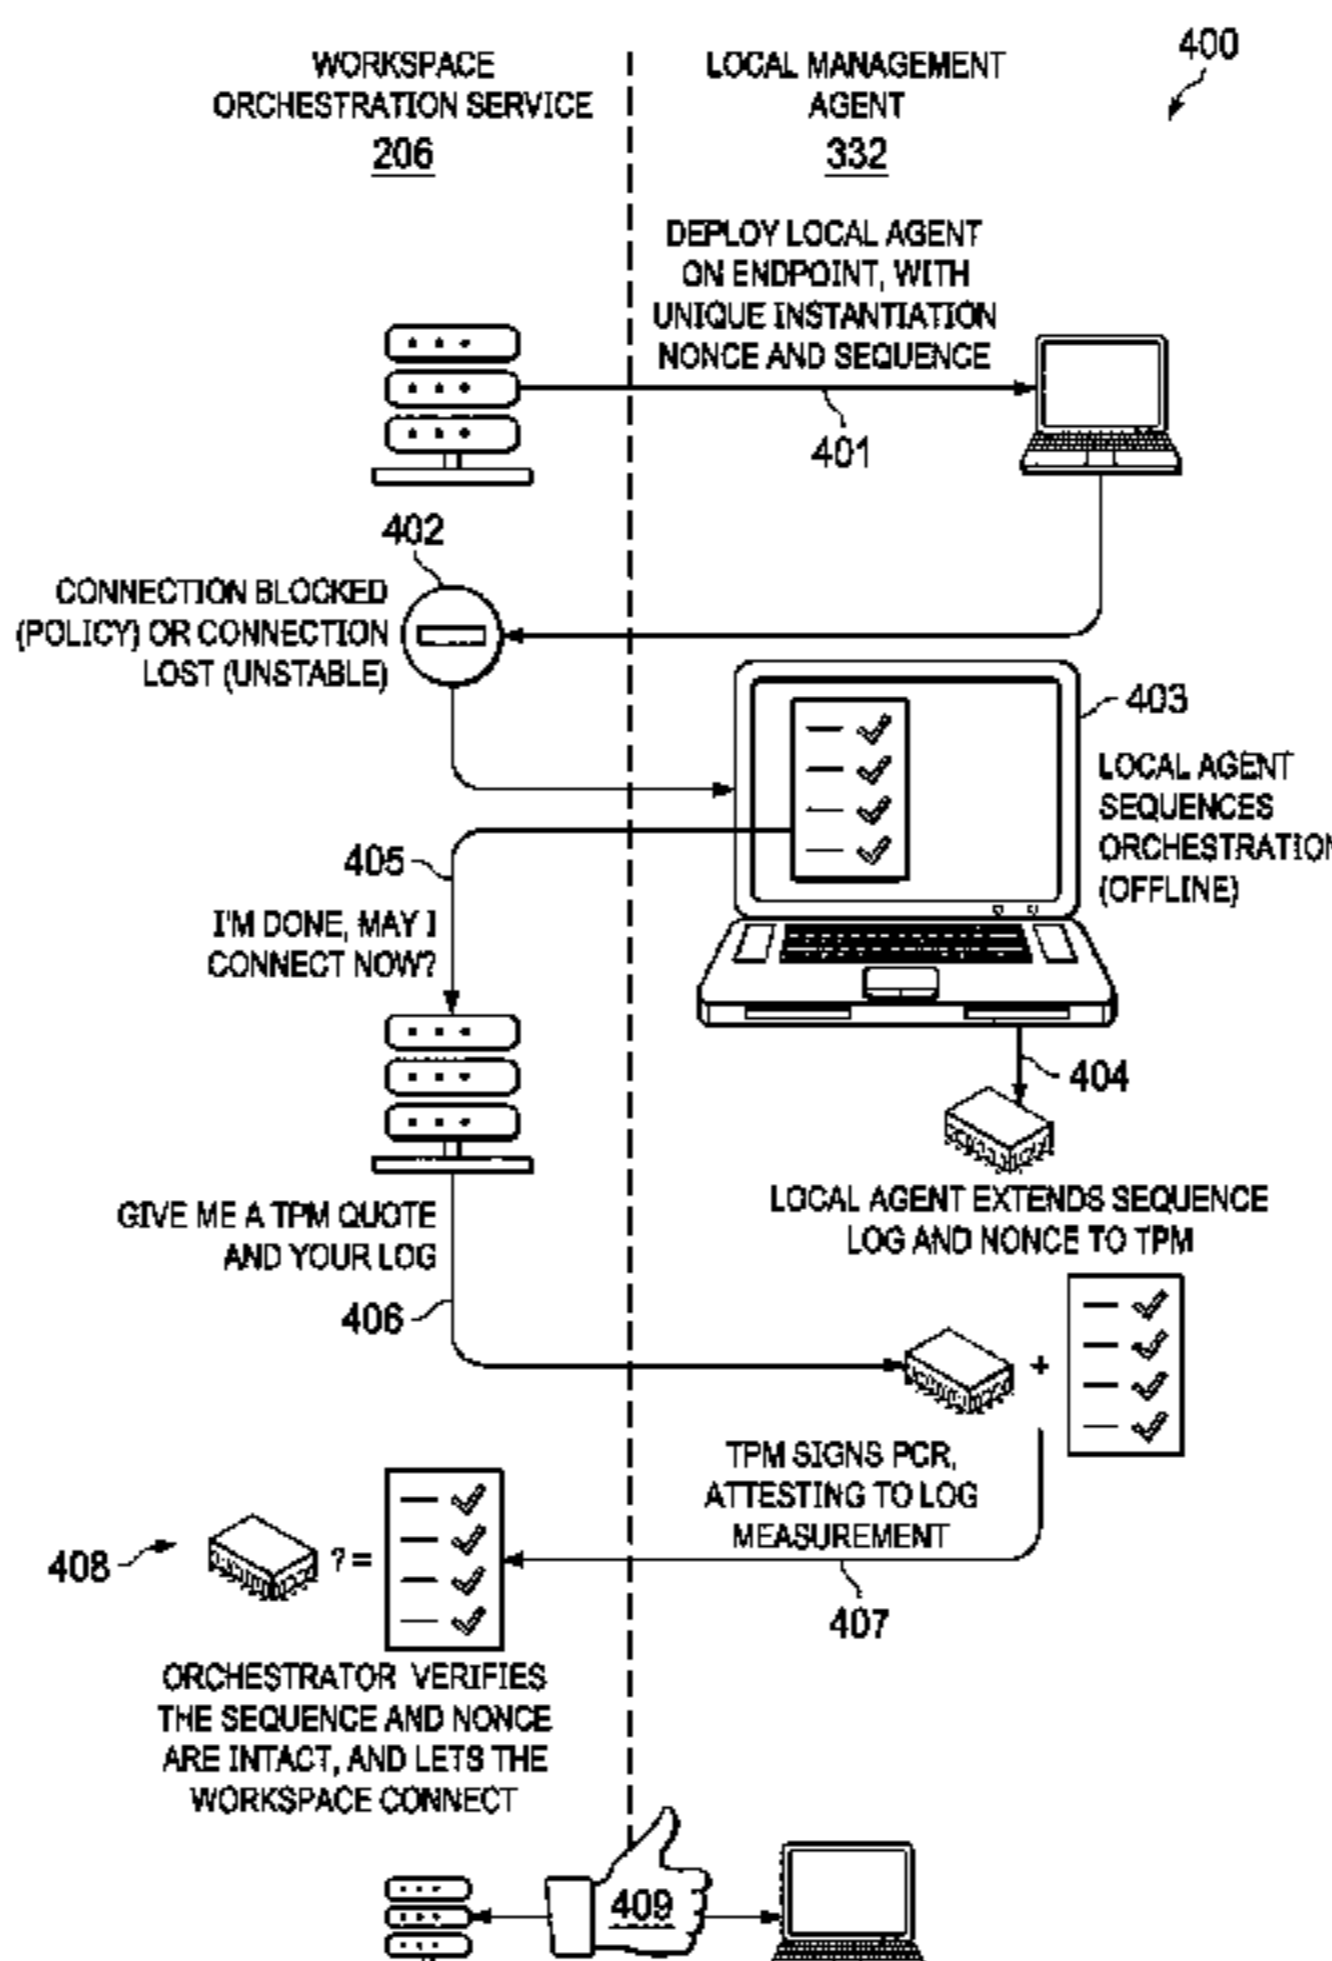 400
WORKSPACE
ORCHESTRATION SERVICE
206
LOCAL MANAGEMENT
AGENT
332
DEPLOY LOCAL AGENT
ON ENDPOINT, WITH
UNIQUE INSTANTIATION
NONCE AND SEQUENCE
401
402
CONNECTION BLOCKED
(POLICY) OR CONNECTION
LOST (UNSTABLE)
403
LOCAL AGENT
SEQUENCES
ORCHESTRATION
(OFFLINE)
405
I'M DONE, MAY I
CONNECT NOW?
404
LOCAL AGENT EXTENDS SEQUENCE
LOG AND NONCE TO TPM
GIVE ME A TPM QUOTE
AND YOUR LOG
406
+
TPM SIGNS PCR,
ATTESTING TO LOG
MEASUREMENT
407
408
? =
ORCHESTRATOR VERIFIES
THE SEQUENCE AND NONCE
ARE INTACT, AND LETS THE
WORKSPACE CONNECT
409